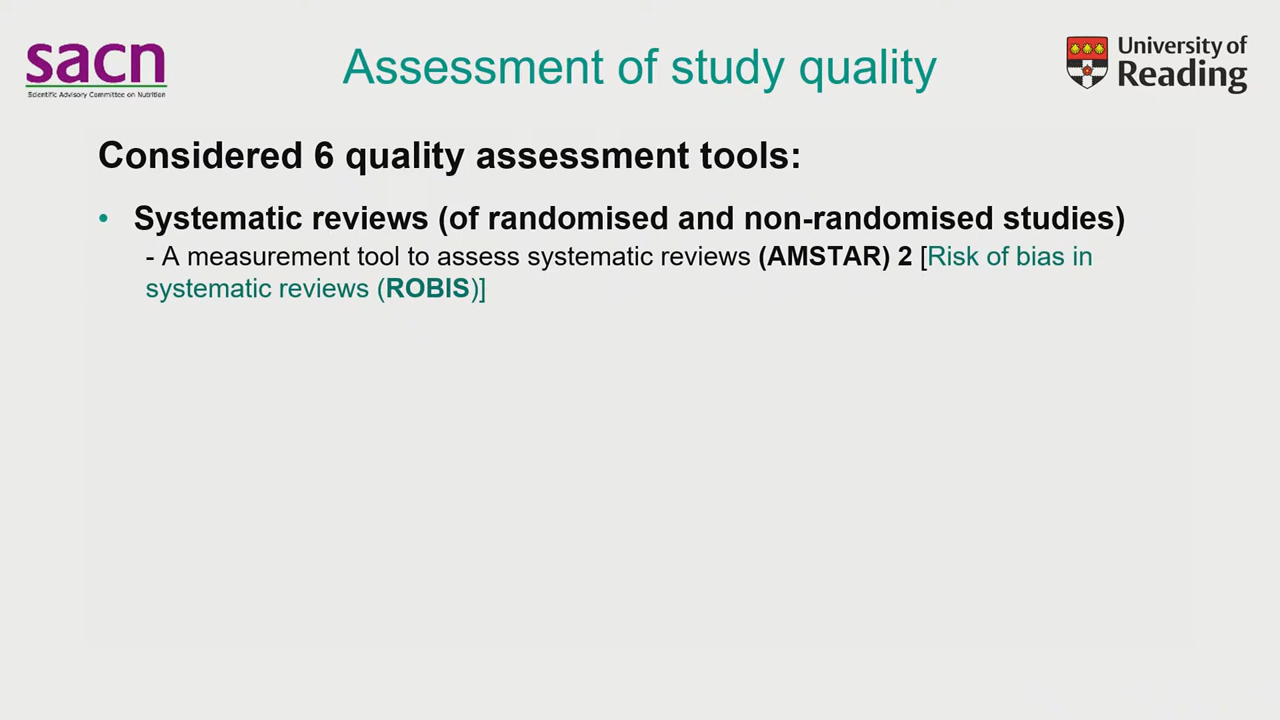 sacn
Scientific Advisory Committee on Nutrition
Assessment of study quality
University of
Reading
Considered 6 quality assessment tools:
• Systematic reviews (of randomised and non-randomised studies)
- A measurement tool to assess systematic reviews (AMSTAR) 2 [Risk of bias in
systematic reviews (ROBIS)]